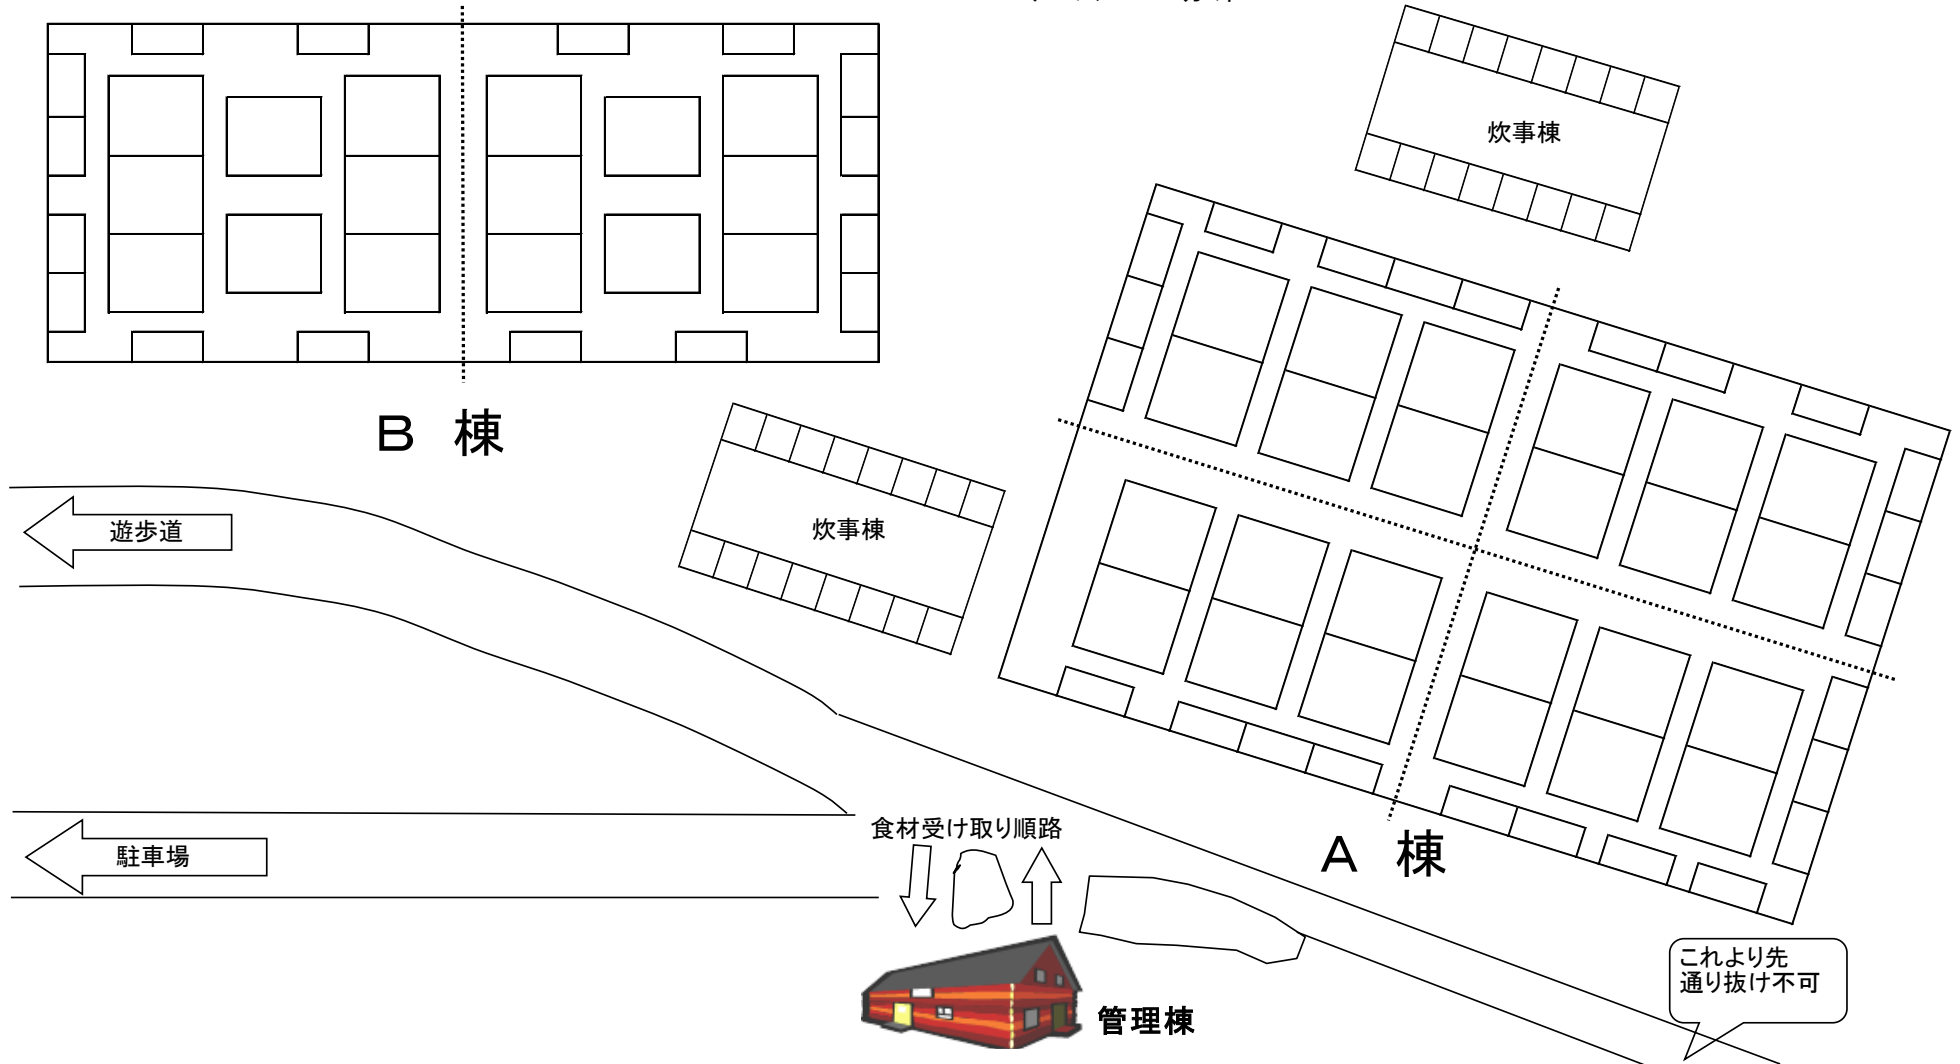 炊事棟
B 棟
遊歩道
炊事棟
食材受け取り順路
駐車場
A 棟
これより先
通り抜け不可
管理棟